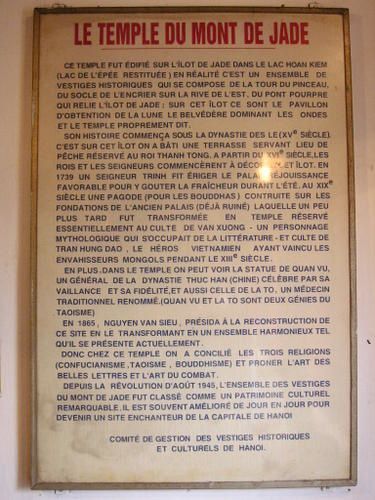 LE TEMPLE DU MONT DE JADE
CE TEMPLE FUT ÉDIFIÉ SUR L'ÎLOT DE JADE DANS LE LAC HOAN KIEM
(LAC DE L'ÉPÉE RESTITUÉE) EN RÉALITÉ C'EST UN ENSEMBLE DE
VESTIGES HISTORIQUES QUI SE COMPOSE DE LA TOUR DU PINCEAU,
DU SOCLE DE L'ENCRIER SUR LA RIVE DE L'EST. DU PONT POURPRE
QUI RELIE L'ÎLOT DE JADE ; SUR CET ÎLOT CE SONT LE PAVILLON
D'OBTENTION DE LA LUNE LE BELVÉDÈRE DOMINANT LES ONDES
ET LE TEMPLE PROPREMENT DIT.
SON HISTOIRE COMMENÇA SOUS LA DYNASTIE DES LE(XVe SIÈCLE)
C'EST SUR CET ÎLOT ON A BÂTI UNE TERRASSE SERVANT LIEU DE
PÊCHE RÉSERVÉ AU ROI THANH TONG. A PARTIR DU XVIe SIÈCLE,LES
ROIS ET LES SEIGNEURS COMMENCÈRENT À ET ÎLOT. EN
1739 UN SEIGNEUR TRINH FIT ÉRIGER LE PALAIS RÉJOUISSANCE
FAVORABLE POUR Y GOUTER LA FRAÎCHEUR DURANT L'ÉTÉ. AU XIXe
SIÈCLE UNE PAGODE (POUR LES BOUDDHAS) CONTRUITE SUR LES
FONDATIONS DE L'ANCIEN PALAIS (DÉJÀ RUINÉ) LAQUELLE UN PEU
PLUS TARD FUT TRANSFORMÉE EN TEMPLE RÉSERVÉ
ESSENTIALLEMENT AU CULTE DE VAN XUONG - UN PERSONNAGE
MYTHOLOGIQUE QUI S'OCCUPAIT DE LA LITTÉRATURE - ET CULTE DE
TRAN HUNG DAO , LE HÉROS VIETNAMIEN AYANT VAINCU LES
ENVAHISSEURS MONGOLS PENDANT LE XIIIe SIÈCLE.
EN PLUS.DANS LE TEMPLE ON PEUT VOIR LA STATUE DE QUAN VU,
UN GÉNÉRAL DE LA DYNASTIE THUC HAN (CHINE) CÉLÈBRE PAR SA
VAILLANCE ET SA FIDÉLITÉ,ET AUSSI CELLE DE LA TO. UN MÉDECIN
TRADITIONNEL RENOMMÉ.(QUAN VU ET LA TO SONT DEUX GÉNIES DU
TAOISME)
EN 1865, NGUYEN VAN SIEU, PRÉSIDA À LA RECONSTRUCTION DE
CE SITE EN LE TRANSFORMANT EN UN ENSEMBLE HARMONIEUX TEL
QU'IL SE PRÉSENTE ACTUELLEMENT.
DONC CHEZ CE TEMPLE ON A CONCILIÉ LES TROIS RELIGIONS
(CONFUCIANISME ,TAOISME , BOUDDHISME) ET PRONER L'ART DES
BELLES LETTRES ET L'ART DU COMBAT.
DEPUIS LA RÉVOLUTION D'AOÛT 1945, L'ENSEMBLE DES VESTIGES
DU MONT DE JADE FUT CLASSÉ COMME UN PATRIMOINE CULTUREL
REMARQUABLE, IL EST SOUVENT AMÉLIORÉ DE JOUR EN JOUR POUR
DEVENIR UN SITE ENCHANTEUR DE LA CAPITALE DE HANOI
COMITÉ DE GESTION DES VESTIGES HISTORIQUES
ET CULTURELS DE HANOI.